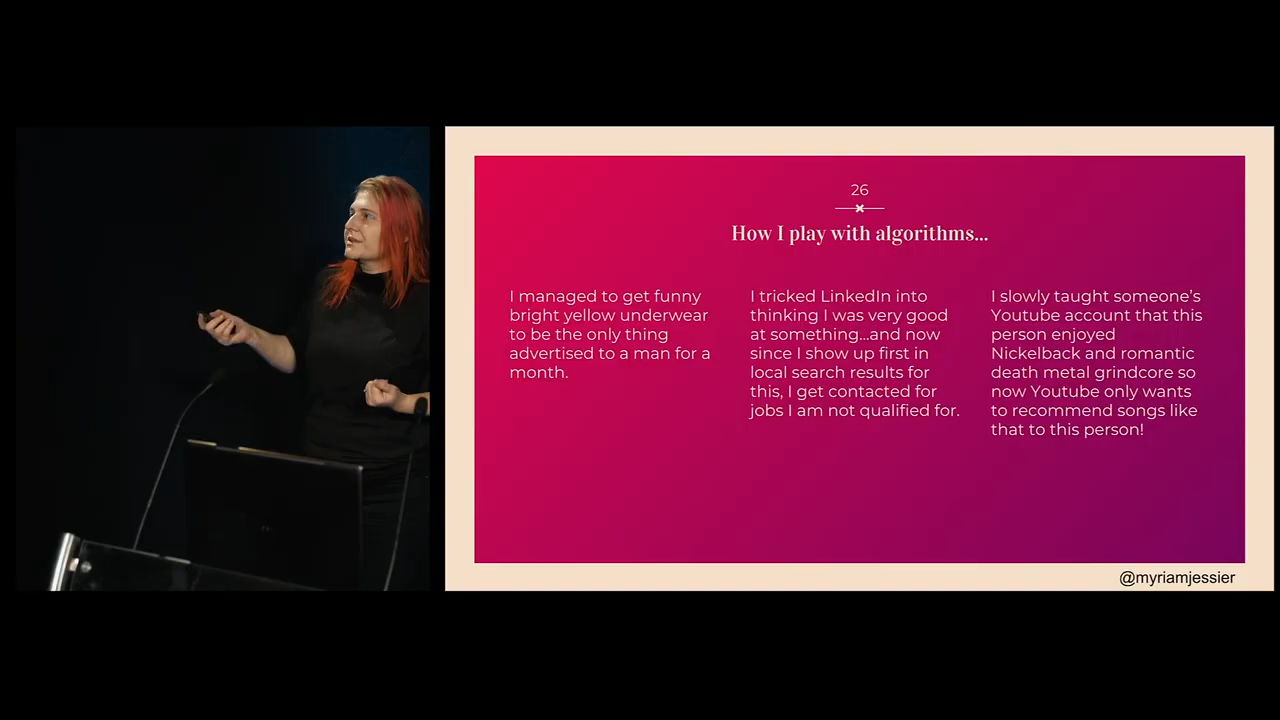 26
How I play with algorithms...
I managed to get funny
bright yellow underwear
to be the only thing
advertised to a man for a
month.
I tricked LinkedIn into
thinking I was very good
at something...and now
since I show up first in
local search results for
this, I get contacted for
jobs I am not qualified for.
I slowly taught someone’s
Youtube account that this
person enjoyed
Nickelback and romantic
death metal grindcore so
now Youtube only wants
to recommend songs like
that to this person!
@myriamjessier